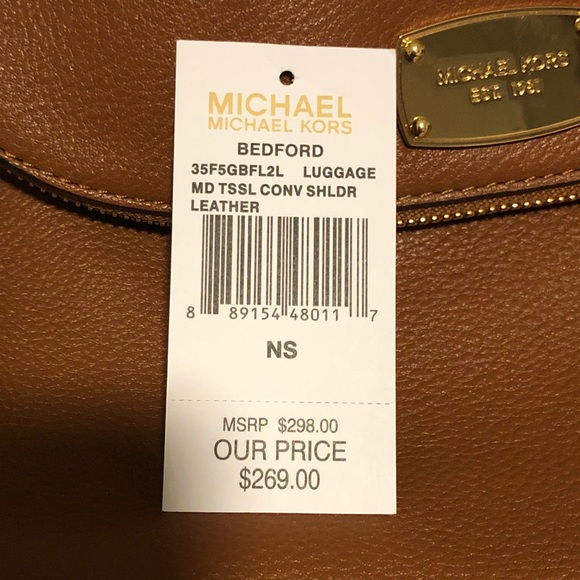 MICHAEL KORS
EST. 1981
MICHAEL
MICHAEL KORS
BEDFORD
35F5GBFL2L LUGGAGE
MD TSSL CONV SHLDR
LEATHER
8 89154 48011 7
NS
MSRP $298.00
OUR PRICE
$269.00